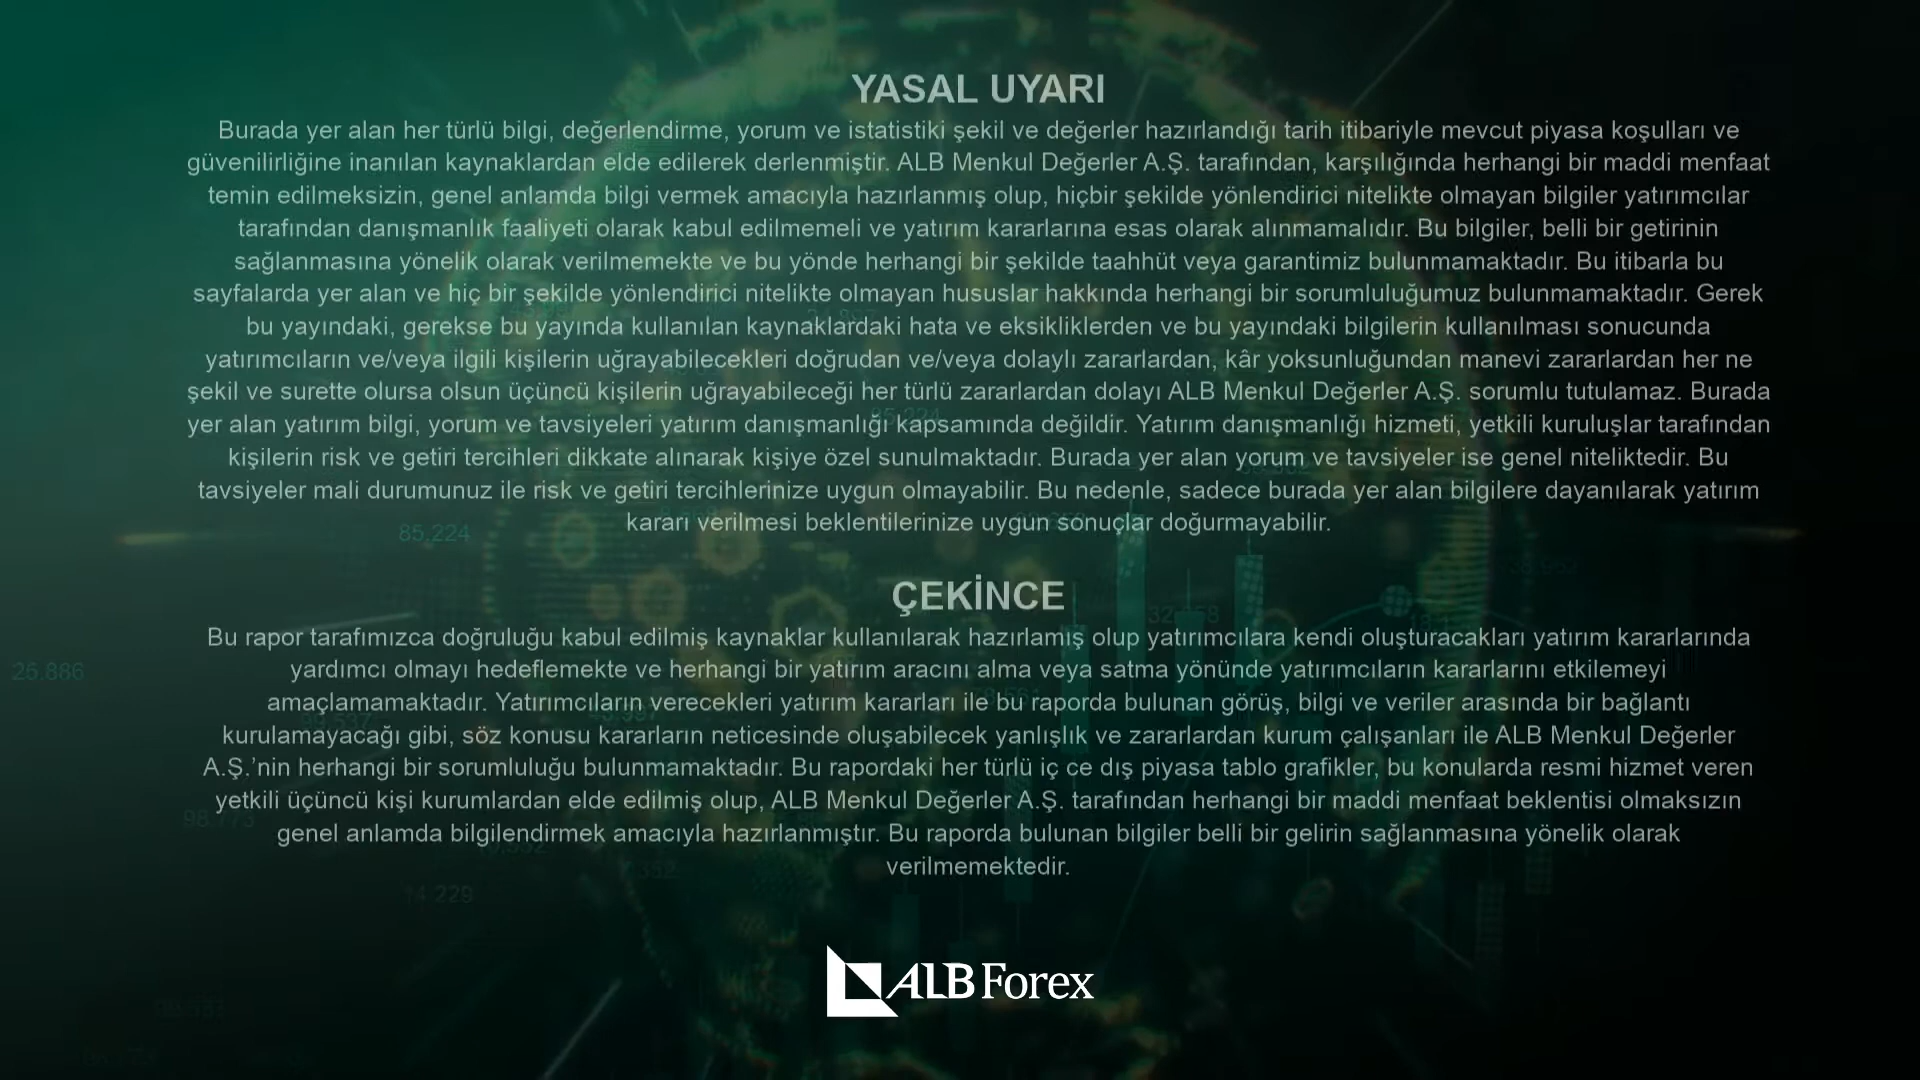 YASAL UYARI
Burada yer alan her türlü bilgi, değerlendirme, yorum ve istatistiki şekil ve değerler hazırlandığı tarih itibariyle mevcut piyasa koşulları ve
güvenilirliğine inanılan kaynaklardan elde edilerek derlenmiştir. ALB Menkul Değerler A.Ş. tarafından, karşılığında herhangi bir maddi menfaat
temin edilmeksizin, genel anlamda bilgi vermek amacıyla hazırlanmış olup, hiçbir şekilde yönlendirici nitelikte olmayan bilgiler yatırımcılar
tarafından danışmanlık faaliyeti olarak kabul edilmemeli ve yatırım kararlarına esas olarak alınmamalıdır. Bu bilgiler, belli bir getirinin
sağlanmasına yönelik olarak verilmemekte ve bu yönde herhangi bir şekilde taahhüt veya garantimiz bulunmamaktadır. Bu itibarla bu
sayfalarda yer alan ve hiç bir şekilde yönlendirici nitelikte olmayan hususlar hakkında herhangi bir sorumluluğumuz bulunmamaktadır. Gerek
bu yayındaki, gerekse bu yayında kullanılan kaynaklardaki hata ve eksikliklerden ve bu yayındaki bilgilerin kullanılması sonucunda
yatırımcıların ve/veya ilgili kişilerin uğrayabilecekleri doğrudan ve/veya dolaylı zararlardan, kâr yoksunluğundan manevi zararlardan her ne
şekil ve surette olursa olsun üçüncü kişilerin uğrayabileceği her türlü zararlardan dolayı ALB Menkul Değerler A.Ş. sorumlu tutulamaz. Burada
yer alan yatırım bilgi, yorum ve tavsiyeleri yatırım danışmanlığı kapsamında değildir. Yatırım danışmanlığı hizmeti, yetkili kuruluşlar tarafından
kişilerin risk ve getiri tercihleri dikkate alınarak kişiye özel sunulmaktadır. Burada yer alan yorum ve tavsiyeler ise genel niteliktedir. Bu
tavsiyeler mali durumunuz ile risk ve getiri tercihlerinize uygun olmayabilir. Bu nedenle, sadece burada yer alan bilgilere dayanılarak yatırım
kararı verilmesi beklentilerinize uygun sonuçlar doğurmayabilir.
85.224
ÇEKİNCE
Bu rapor tarafımızca doğruluğu kabul edilmiş kaynaklar kullanılarak hazırlamış olup yatırımcılara kendi oluşturacakları yatırım kararlarında
yardımcı olmayı hedeflemekte ve herhangi bir yatırım aracını alma veya satma yönünde yatırımcıların kararlarını etkilemeyi
25.886
amaçlamamaktadır. Yatırımcıların verecekleri yatırım kararları ile bu raporda bulunan görüş, bilgi ve veriler arasında bir bağlantı
kurulamayacağı gibi, söz konusu kararların neticesinde oluşabilecek yanlışlık ve zararlardan kurum çalışanları ile ALB Menkul Değerler
A.Ş.’nin herhangi bir sorumluluğu bulunmamaktadır. Bu rapordaki her türlü iç ce dış piyasa tablo grafikler, bu konularda resmi hizmet veren
yetkili üçüncü kişi kurumlardan elde edilmiş olup, ALB Menkul Değerler A.Ş. tarafından herhangi bir maddi menfaat beklentisi olmaksızın
genel anlamda bilgilendirmek amacıyla hazırlanmıştır. Bu raporda bulunan bilgiler belli bir gelirin sağlanmasına yönelik olarak
verilmemektedir.
14.229
ALB Forex